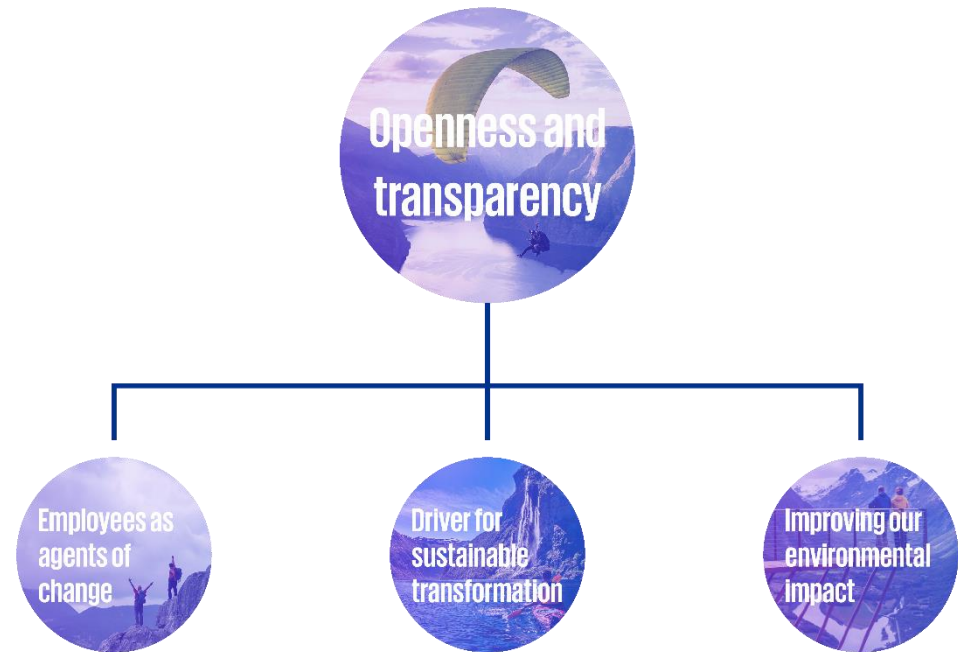 Openness and
transparency
Employees as
agents of
change
Driver for
sustainable
transformation
Improving our
environmental
impact